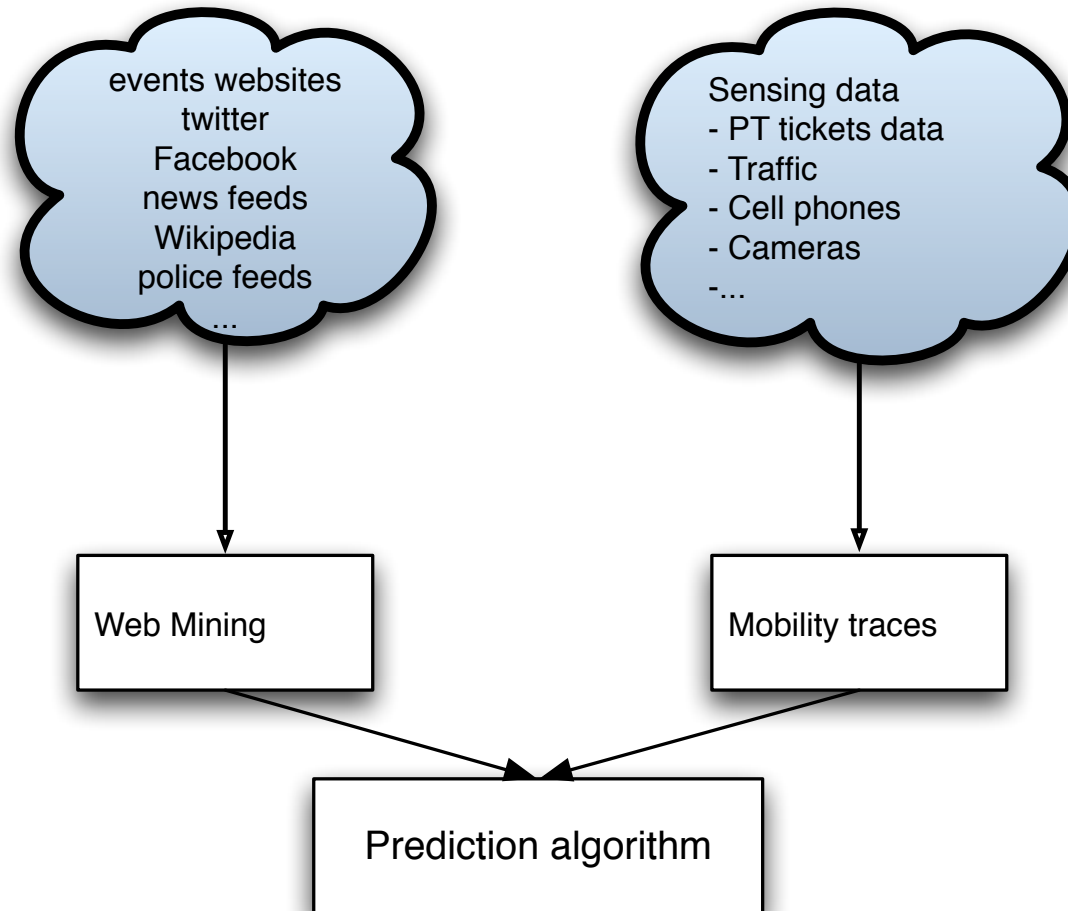 events websites
twitter
Facebook
news feeds
Wikipedia
police feeds
...
Sensing data
- PT tickets data
- Traffic
- Cell phones
- Cameras
-...
Web Mining
Mobility traces
Prediction algorithm